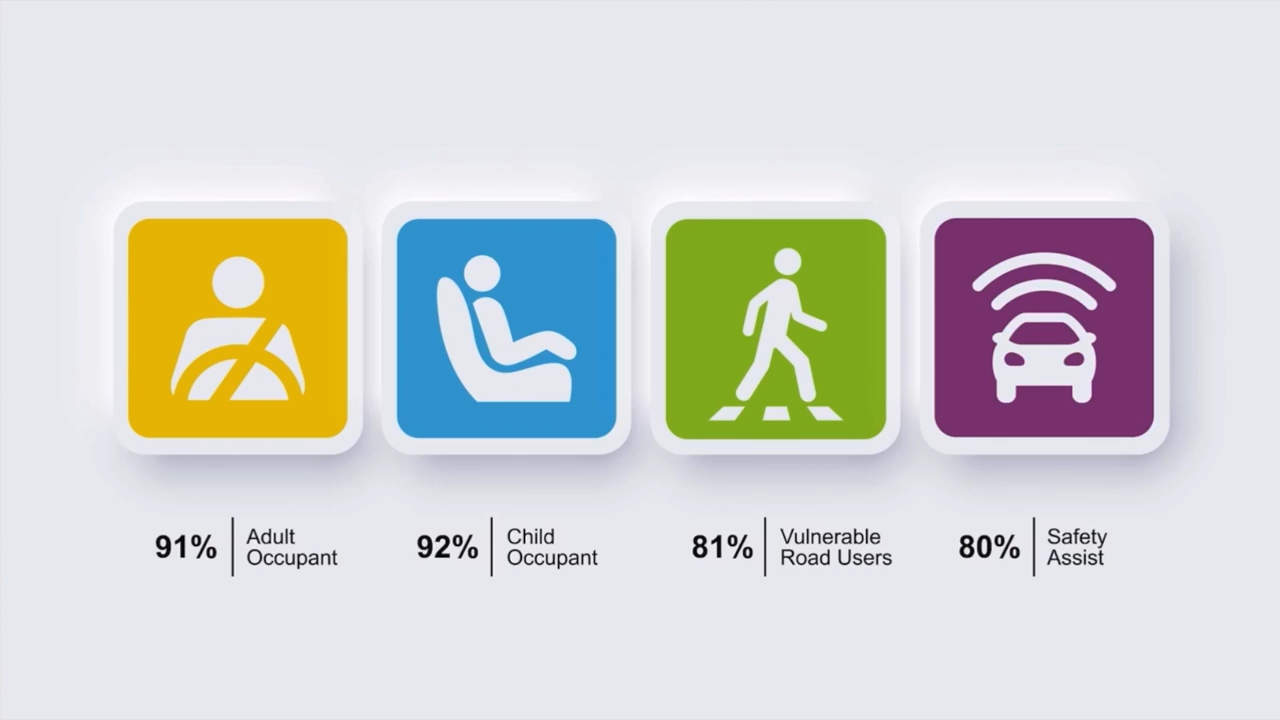 91% Adult Occupant
92% Child Occupant
81% Vulnerable Road Users
80% Safety Assist